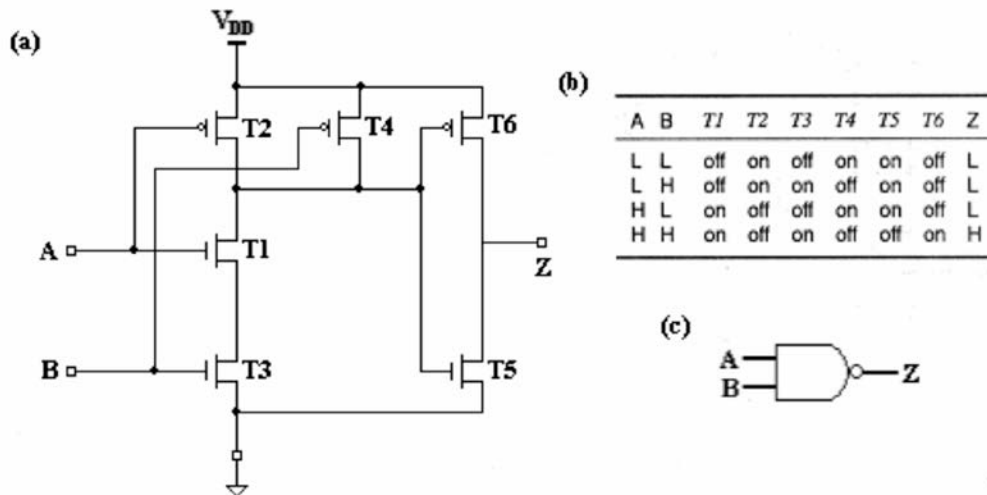 (a)
V_DD
T2
T4
T6
A
T1
Z
B
T3
T5
(b)
A B T1 T2 T3 T4 T5 T6 Z
L L off on off on on off L
L H off on on off on off L
H L on off off on on off L
H H on off on off off on H
(c)
A
B
Z